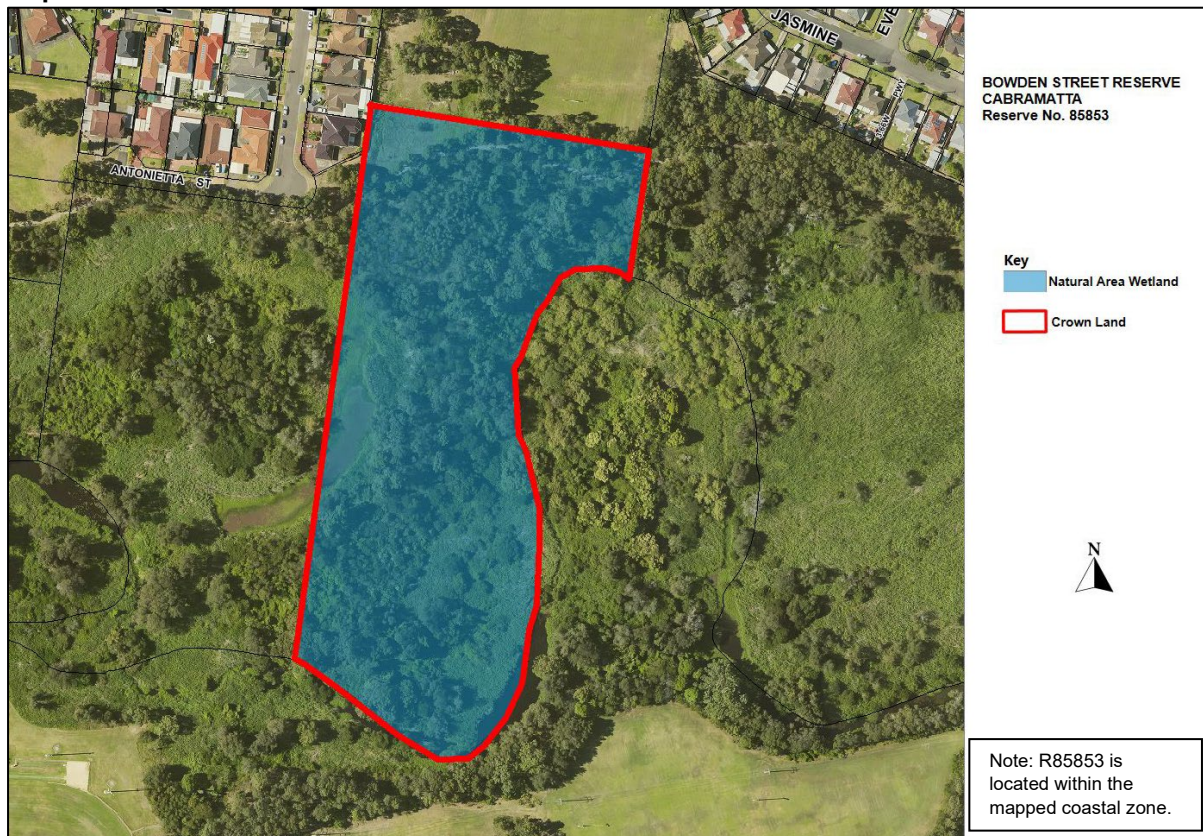 JASMINE
EVE
ANTONIETTA ST
BOWDEN STREET RESERVE
CABRAMATTA
Reserve No. 85853
Key
Natural Area Wetland
Crown Land
N
Note: R85853 is
located within the
mapped coastal zone.